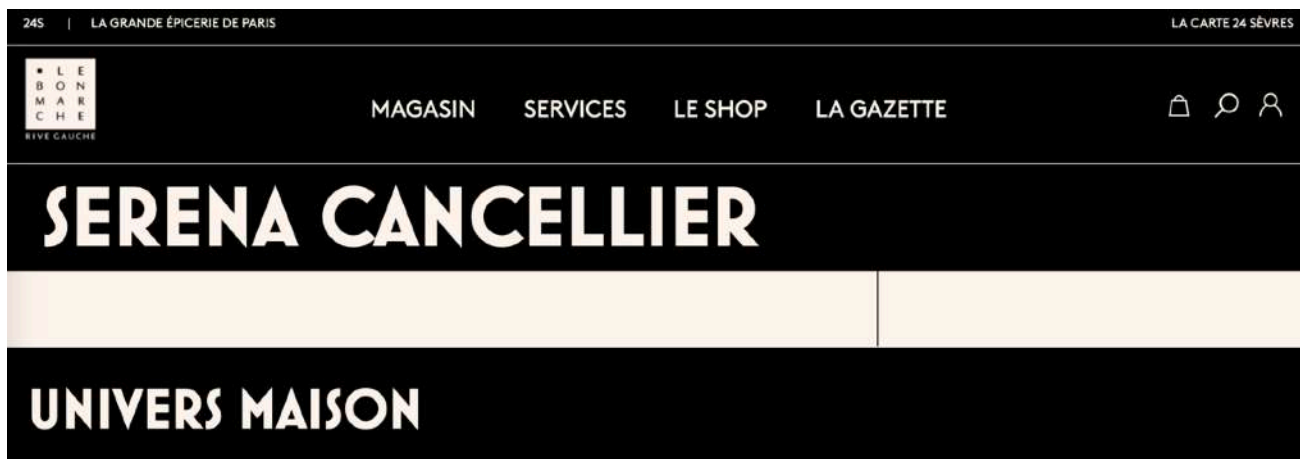 24S | LA GRANDE ÉPICERIE DE PARIS LA CARTE 24 SÈVRES
LE
BON
MAR
CHE
RIVE GAUCHE
MAGASIN SERVICES LE SHOP LA GAZETTE
SERENA CANCELLIER
UNIVERS MAISON